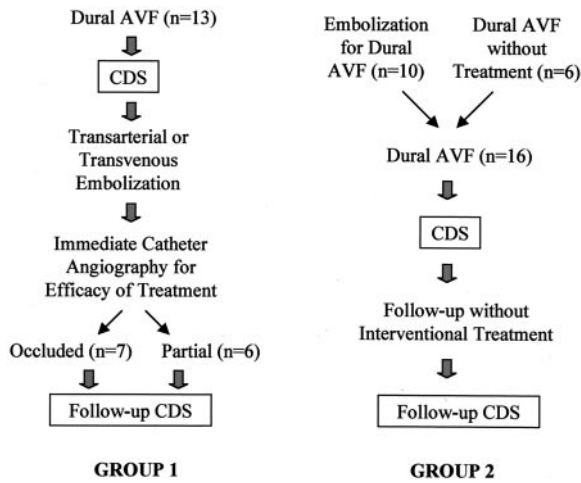 Dural AVF (n=13)
CDS
Transarterial or
Transvenous
Embolization
Immediate Catheter
Angiography for
Efficacy of Treatment
Occluded (n=7)
Partial (n=6)
Follow-up CDS
GROUP 1
Embolization
for Dural
AVF (n=10)
Dural AVF
without
Treatment (n=6)
Dural AVF (n=16)
CDS
Follow-up without
Interventional Treatment
Follow-up CDS
GROUP 2